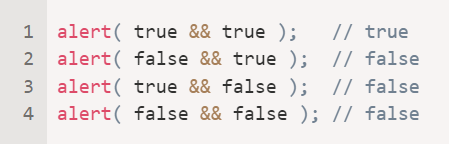 1 alert( true && true );   // true
2 alert( false && true );  // false
3 alert( true && false );  // false
4 alert( false && false ); // false